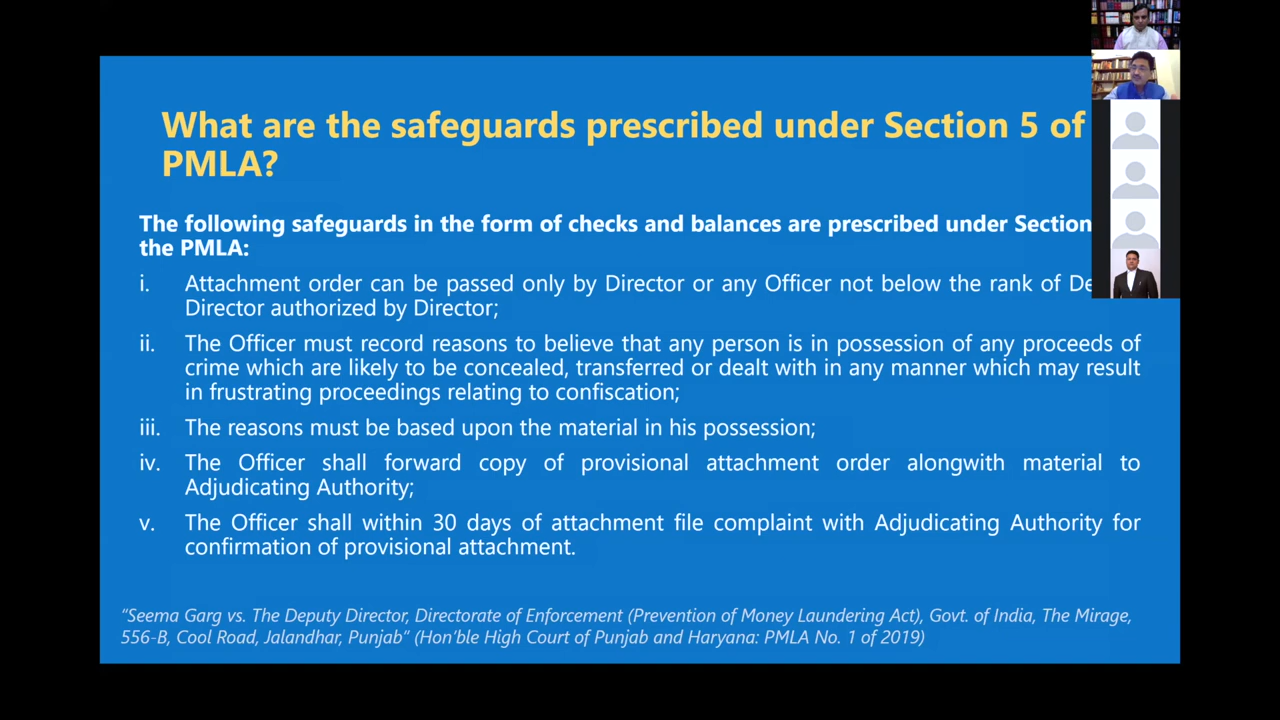 What are the safeguards prescribed under Section 5 of
PMLA?
The following safeguards in the form of checks and balances are prescribed under Section
the PMLA:
i. Attachment order can be passed only by Director or any Officer not below the rank of
Director authorized by Director;
ii. The Officer must record reasons to believe that any person is in possession of any proceeds of
crime which are likely to be concealed, transferred or dealt with in any manner which may result
in frustrating proceedings relating to confiscation;
iii. The reasons must be based upon the material in his possession;
iv. The Officer shall forward copy of provisional attachment order alongwith material to
Adjudicating Authority;
v. The Officer shall within 30 days of attachment file complaint with Adjudicating Authority for
confirmation of provisional attachment.
“Seema Garg vs. The Deputy Director, Directorate of Enforcement (Prevention of Money Laundering Act), Govt. of India, The Mirage,
556-B, Cool Road, Jalandhar, Punjab” (Hon’ble High Court of Punjab and Haryana: PMLA No. 1 of 2019)